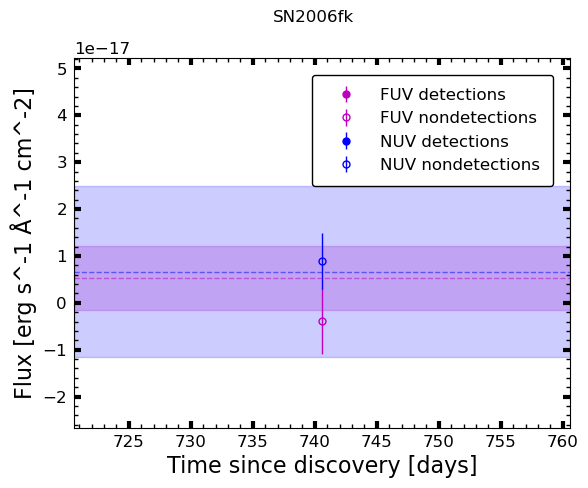 SN2006fk
1e−17
5
4
3
2
1
0
−1
−2
Flux [erg s^-1 Å^-1 cm^-2]
FUV detections
FUV nondetections
NUV detections
NUV nondetections
725 730 735 740 745 750 755 760
Time since discovery [days]